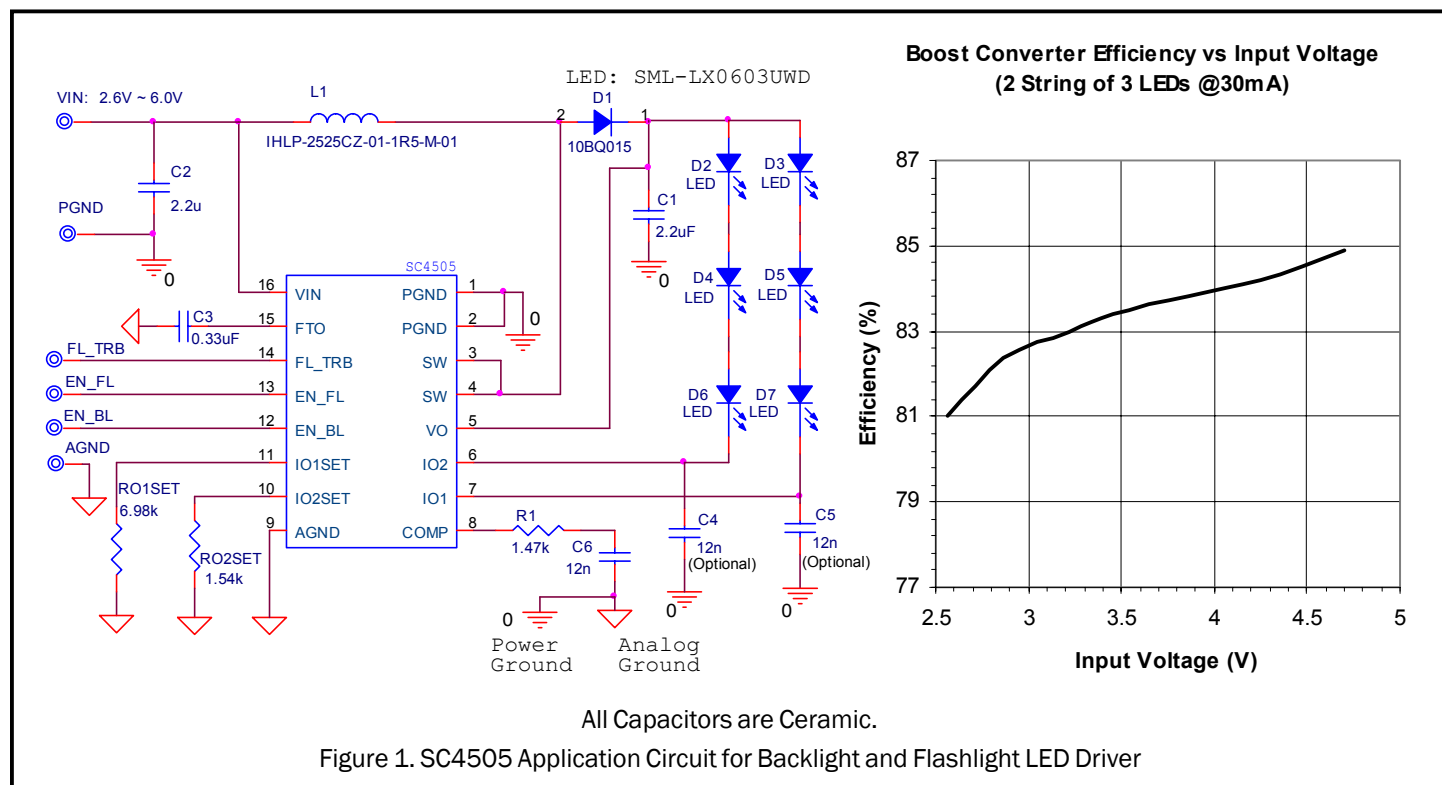 LED: SML-LX0603UWD
VIN: 2.6V ~ 6.0V
L1
IHLP-2525CZ-01-1R5-M-01
2
D1
1
10BQ015
C2
2.2u
PGND
0
D2
LED
D3
LED
C1
2.2uF
0
D4
LED
D5
LED
D6
LED
D7
LED
SC4505
16
VIN
PGND
1
15
FTO
PGND
2
0
14
FL_TRB
SW
3
13
EN_FL
SW
4
12
EN_BL
VO
5
11
IO1SET
IO2
6
10
IO2SET
IO1
7
9
AGND
COMP
8
C3
0.33uF
FL_TRB
EN_FL
EN_BL
AGND
RO1SET
6.98k
RO2SET
1.54k
R1
1.47k
C6
12n
C4
12n
(Optional)
0
C5
12n
(Optional)
0
0
Power
Ground
Analog
Ground
Boost Converter Efficiency vs Input Voltage
(2 String of 3 LEDs @30mA)
Efficiency (%)
87
85
83
81
79
77
2.5 3 3.5 4 4.5 5
Input Voltage (V)
All Capacitors are Ceramic.
Figure 1. SC4505 Application Circuit for Backlight and Flashlight LED Driver